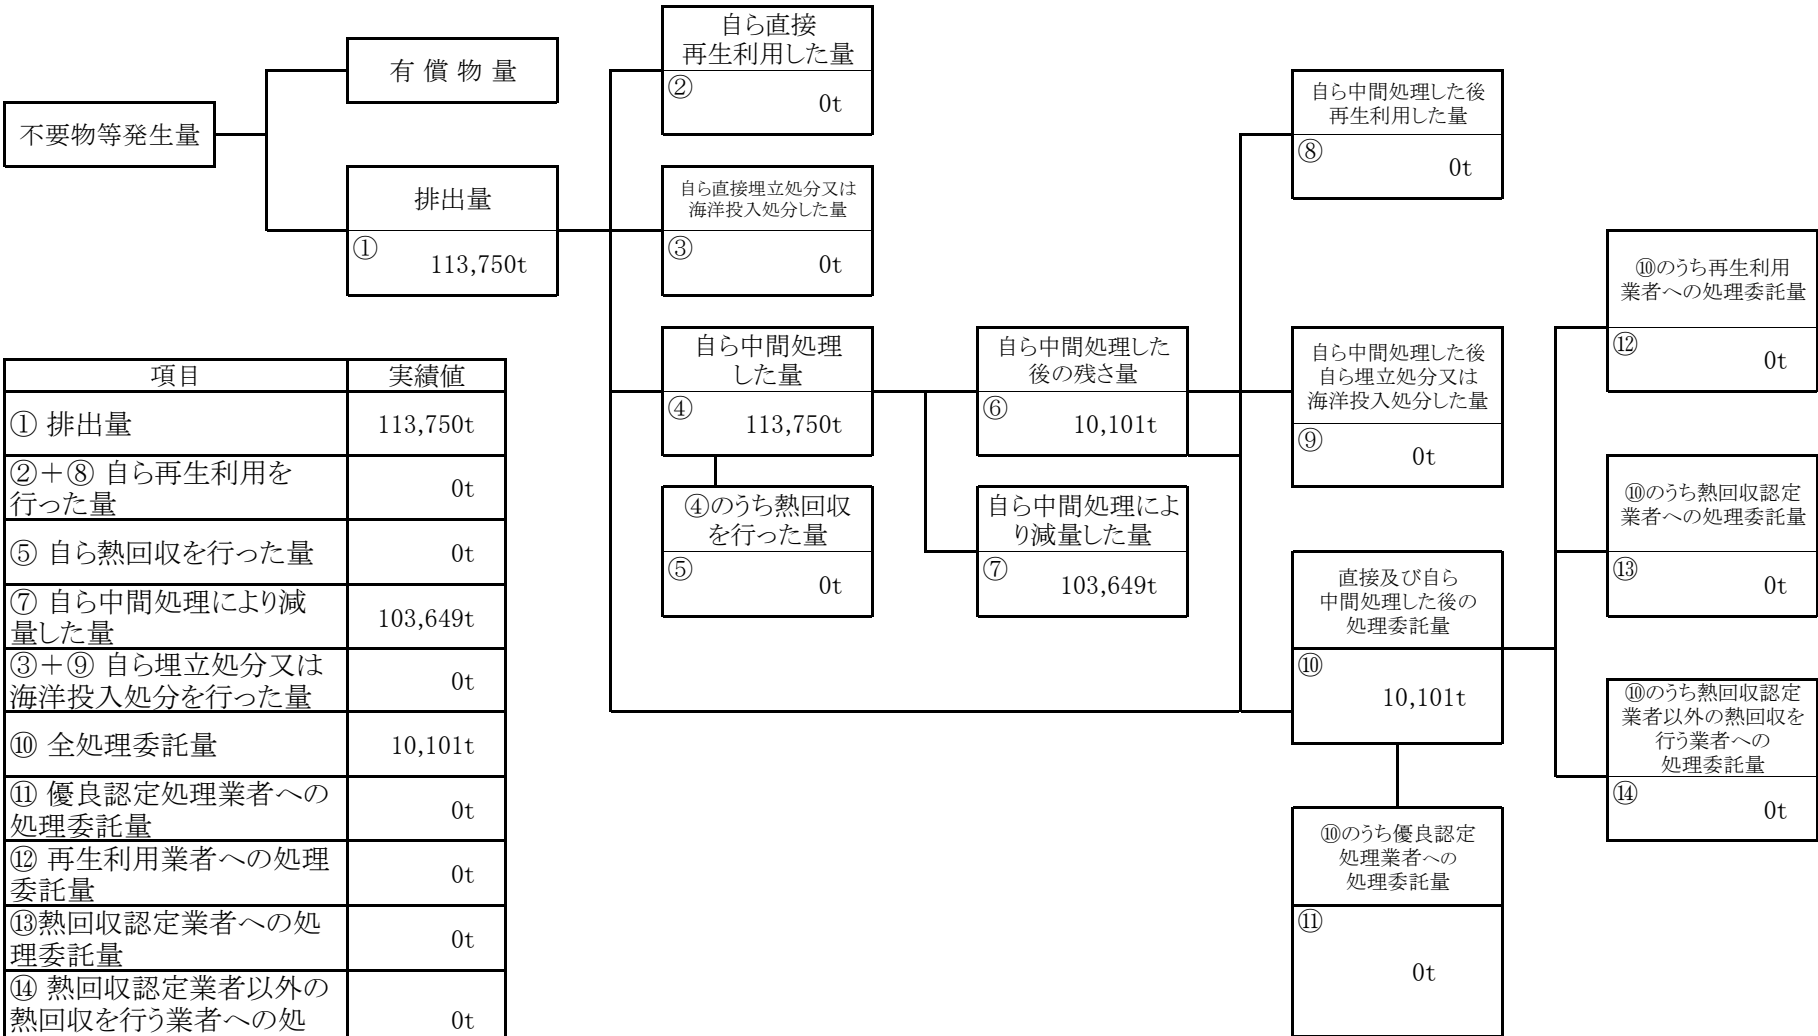 不要物等発生量
有 償 物 量
排出量
①
113,750t
自ら直接
再生利用した量
②
0t
自ら直接埋立処分又は
海洋投入処分した量
③
0t
自ら中間処理
した量
④
113,750t
④のうち熱回収
を行った量
⑤
0t
自ら中間処理した
後の残さ量
⑥
10,101t
自ら中間処理によ
り減量した量
⑦
103,649t
自ら中間処理した後
再生利用した量
⑧
0t
自ら中間処理した後
自ら埋立処分又は
海洋投入処分した量
⑨
0t
直接及び自ら
中間処理した後の
処理委託量
⑩
10,101t
⑩のうち優良認定
処理業者への
処理委託量
⑪
0t
⑩のうち再生利用
業者への処理委託量
⑫
0t
⑩のうち熱回収認定
業者への処理委託量
⑬
0t
⑩のうち熱回収認定
業者以外の熱回収を
行う業者への
処理委託量
⑭
0t
項目 実績値
① 排出量 113,750t
②＋⑧ 自ら再生利用を
行った量 0t
⑤ 自ら熱回収を行った量 0t
⑦ 自ら中間処理により減
量した量 103,649t
③＋⑨ 自ら埋立処分又は
海洋投入処分を行った量 0t
⑩ 全処理委託量 10,101t
⑪ 優良認定処理業者への
処理委託量 0t
⑫ 再生利用業者への処理
委託量 0t
⑬熱回収認定業者への処
理委託量 0t
⑭ 熱回収認定業者以外の
熱回収を行う業者への処 0t